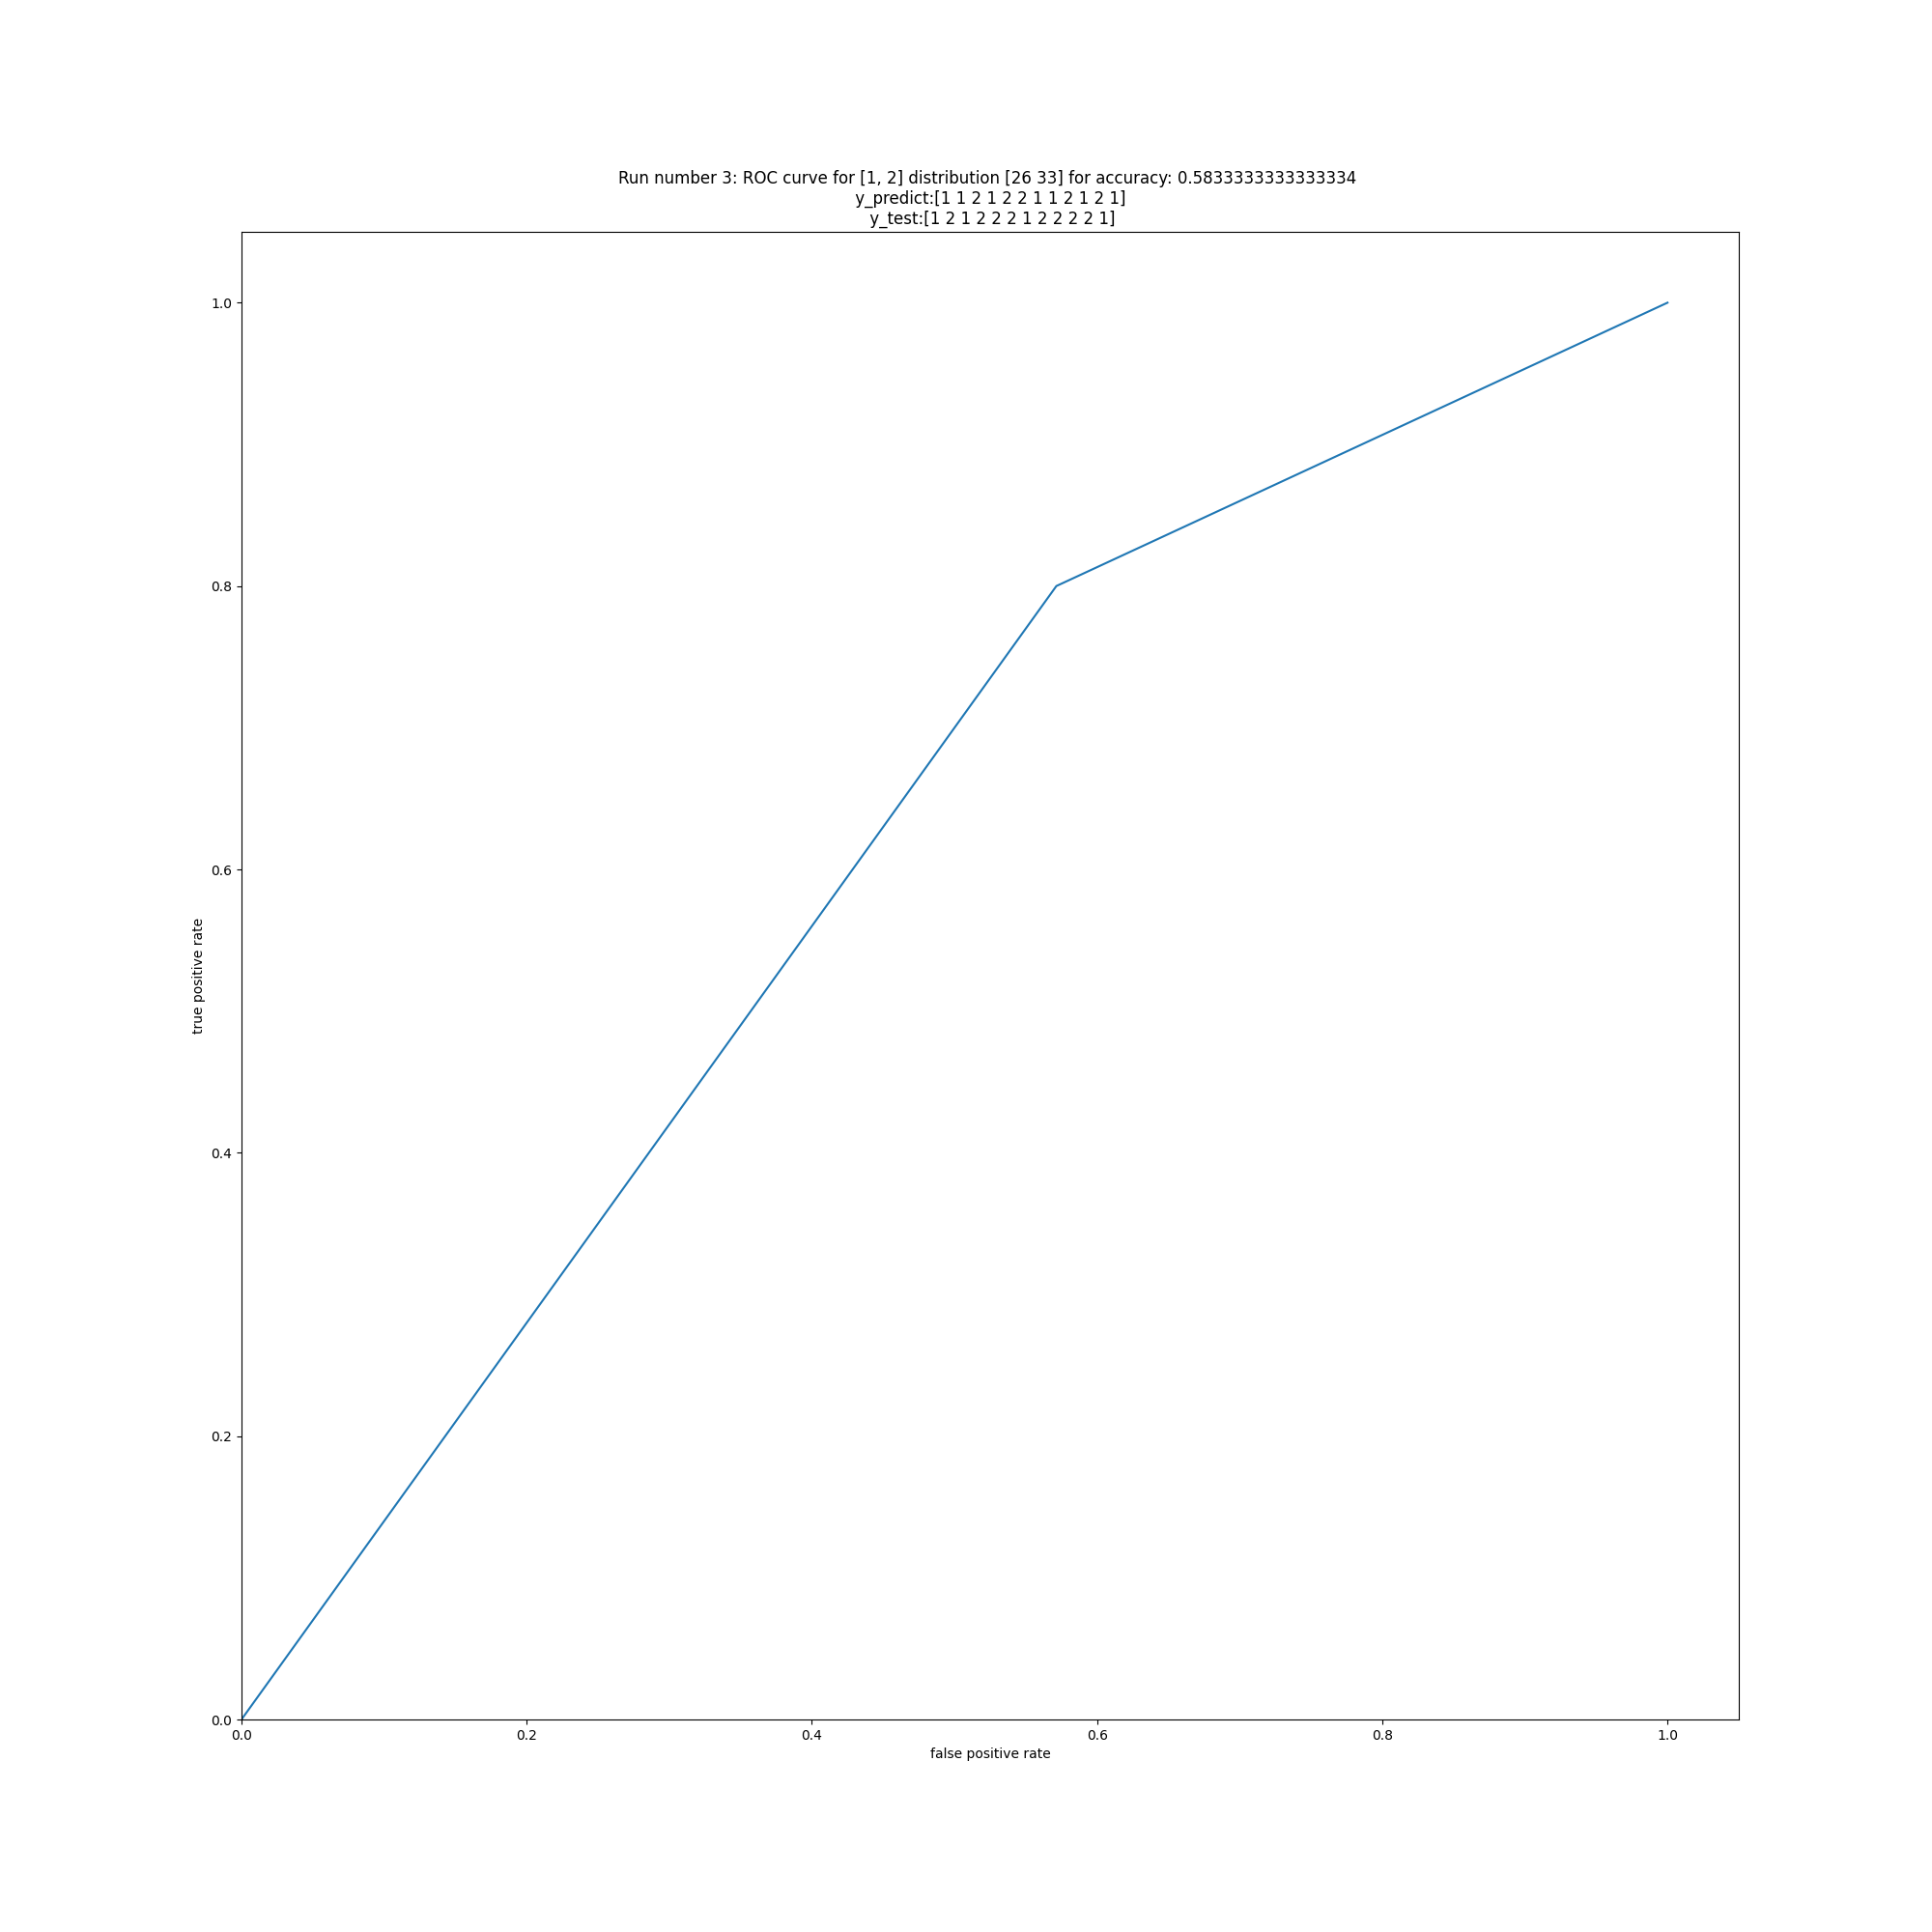 Run number 3: ROC curve for [1, 2] distribution [26 33] for accuracy: 0.5833333333333334
y_predict:[1 1 2 1 2 2 1 1 2 1 2 1]
y_test:[1 2 1 2 2 2 1 2 2 2 2 1]
1.0
0.8
0.6
true positive rate
0.4
0.2
0.0
0.0 0.2 0.4 0.6 0.8 1.0
false positive rate